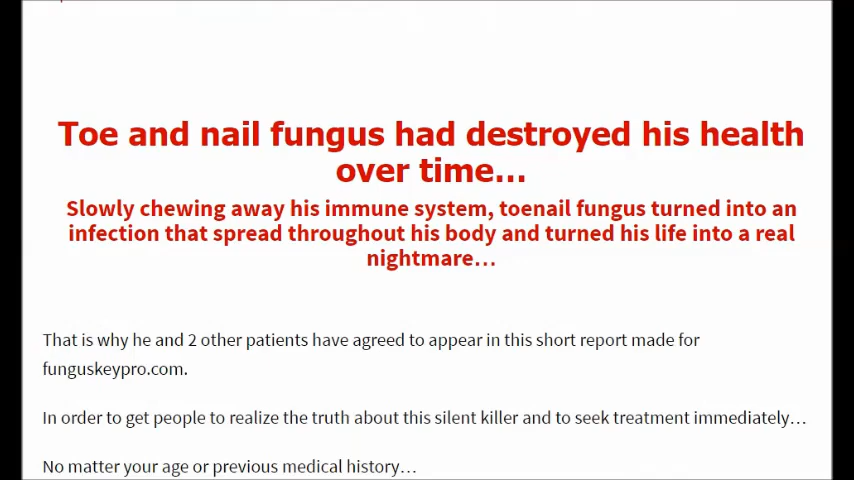 Toe and nail fungus had destroyed his health
over time...
Slowly chewing away his immune system, toenail fungus turned into an
infection that spread throughout his body and turned his life into a real
nightmare...
That is why he and 2 other patients have agreed to appear in this short report made for
funguskeypro.com.
In order to get people to realize the truth about this silent killer and to seek treatment immediately...
No matter your age or previous medical history...